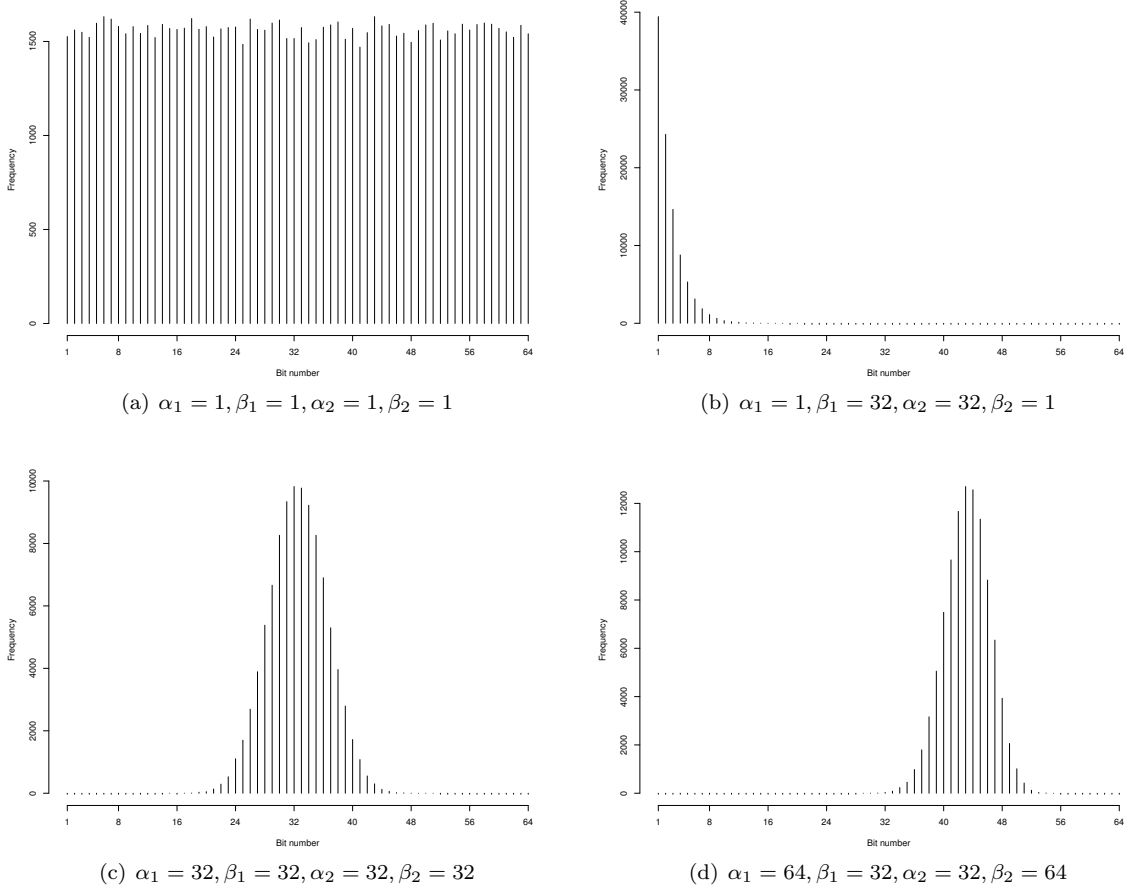 0 500 1000 1500
Frequency
1 8 16 24 32 40 48 56 64
Bit number
(a) α₁ = 1, β₁ = 1, α₂ = 1, β₂ = 1
0 10000 20000 30000 40000
Frequency
1 8 16 24 32 40 48 56 64
Bit number
(b) α₁ = 1, β₁ = 32, α₂ = 32, β₂ = 1
0 2000 4000 6000 8000 10000
Frequency
1 8 16 24 32 40 48 56 64
Bit number
(c) α₁ = 32, β₁ = 32, α₂ = 32, β₂ = 32
0 2000 4000 6000 8000 10000 12000
Frequency
1 8 16 24 32 40 48 56 64
Bit number
(d) α₁ = 64, β₁ = 32, α₂ = 32, β₂ = 64